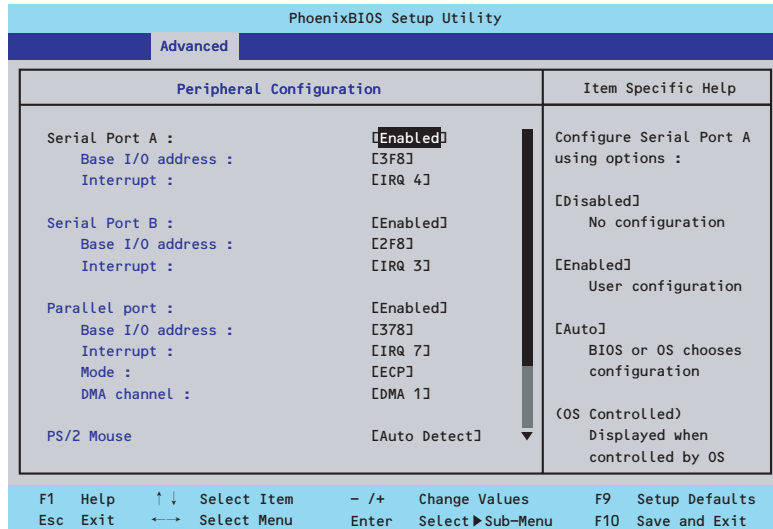 PhoenixBIOS Setup Utility
Advanced
Peripheral Configuration
Item Specific Help
Serial Port A : [Enabled]
Base I/O address : [3F8]
Interrupt : [IRQ 4]
Serial Port B : [Enabled]
Base I/O address : [2F8]
Interrupt : [IRQ 3]
Parallel port : [Enabled]
Base I/O address : [378]
Interrupt : [IRQ 7]
Mode : [ECP]
DMA channel : [DMA 1]
PS/2 Mouse [Auto Detect] ▼
Configure Serial Port A
using options :
[Disabled]
No configuration
[Enabled]
User configuration
[Auto]
BIOS or OS chooses
configuration
(OS Controlled)
Displayed when
controlled by OS
F1 Help ↑↓ Select Item - /+ Change Values F9 Setup Defaults
Esc Exit ←→ Select Menu Enter Select▶Sub-Menu F10 Save and Exit